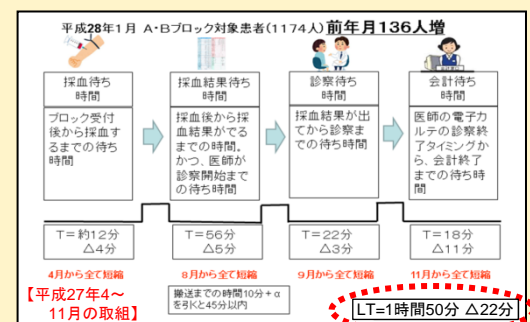 平成28年1月 A・Bブロック対象患者(1174人)前年月136人増
採血待ち
時間
ブロック受付
後から採血す
るまでの待ち
時間
採血結果待ち
時間
採血後から採
血結果がでる
までの時間。
かつ、医師が
診察開始まで
の待ち時間
診察待ち
時間
採血結果が出
てから診察ま
での待ち時間
会計待ち
時間
医師の電子カ
ルテの診察終
了タイミングか
ら、会計終了
までの待ち時
間
T=約12分
△4分
T=56分
△5分
T=22分
△3分
T=18分
△11分
4月から全て短縮
8月から全て短縮
9月から全て短縮
11月から全て短縮
【平成27年4～
11月の取組】
搬送までの時間10分+α
を引くと45分以内
LT=1時間50分 △22分